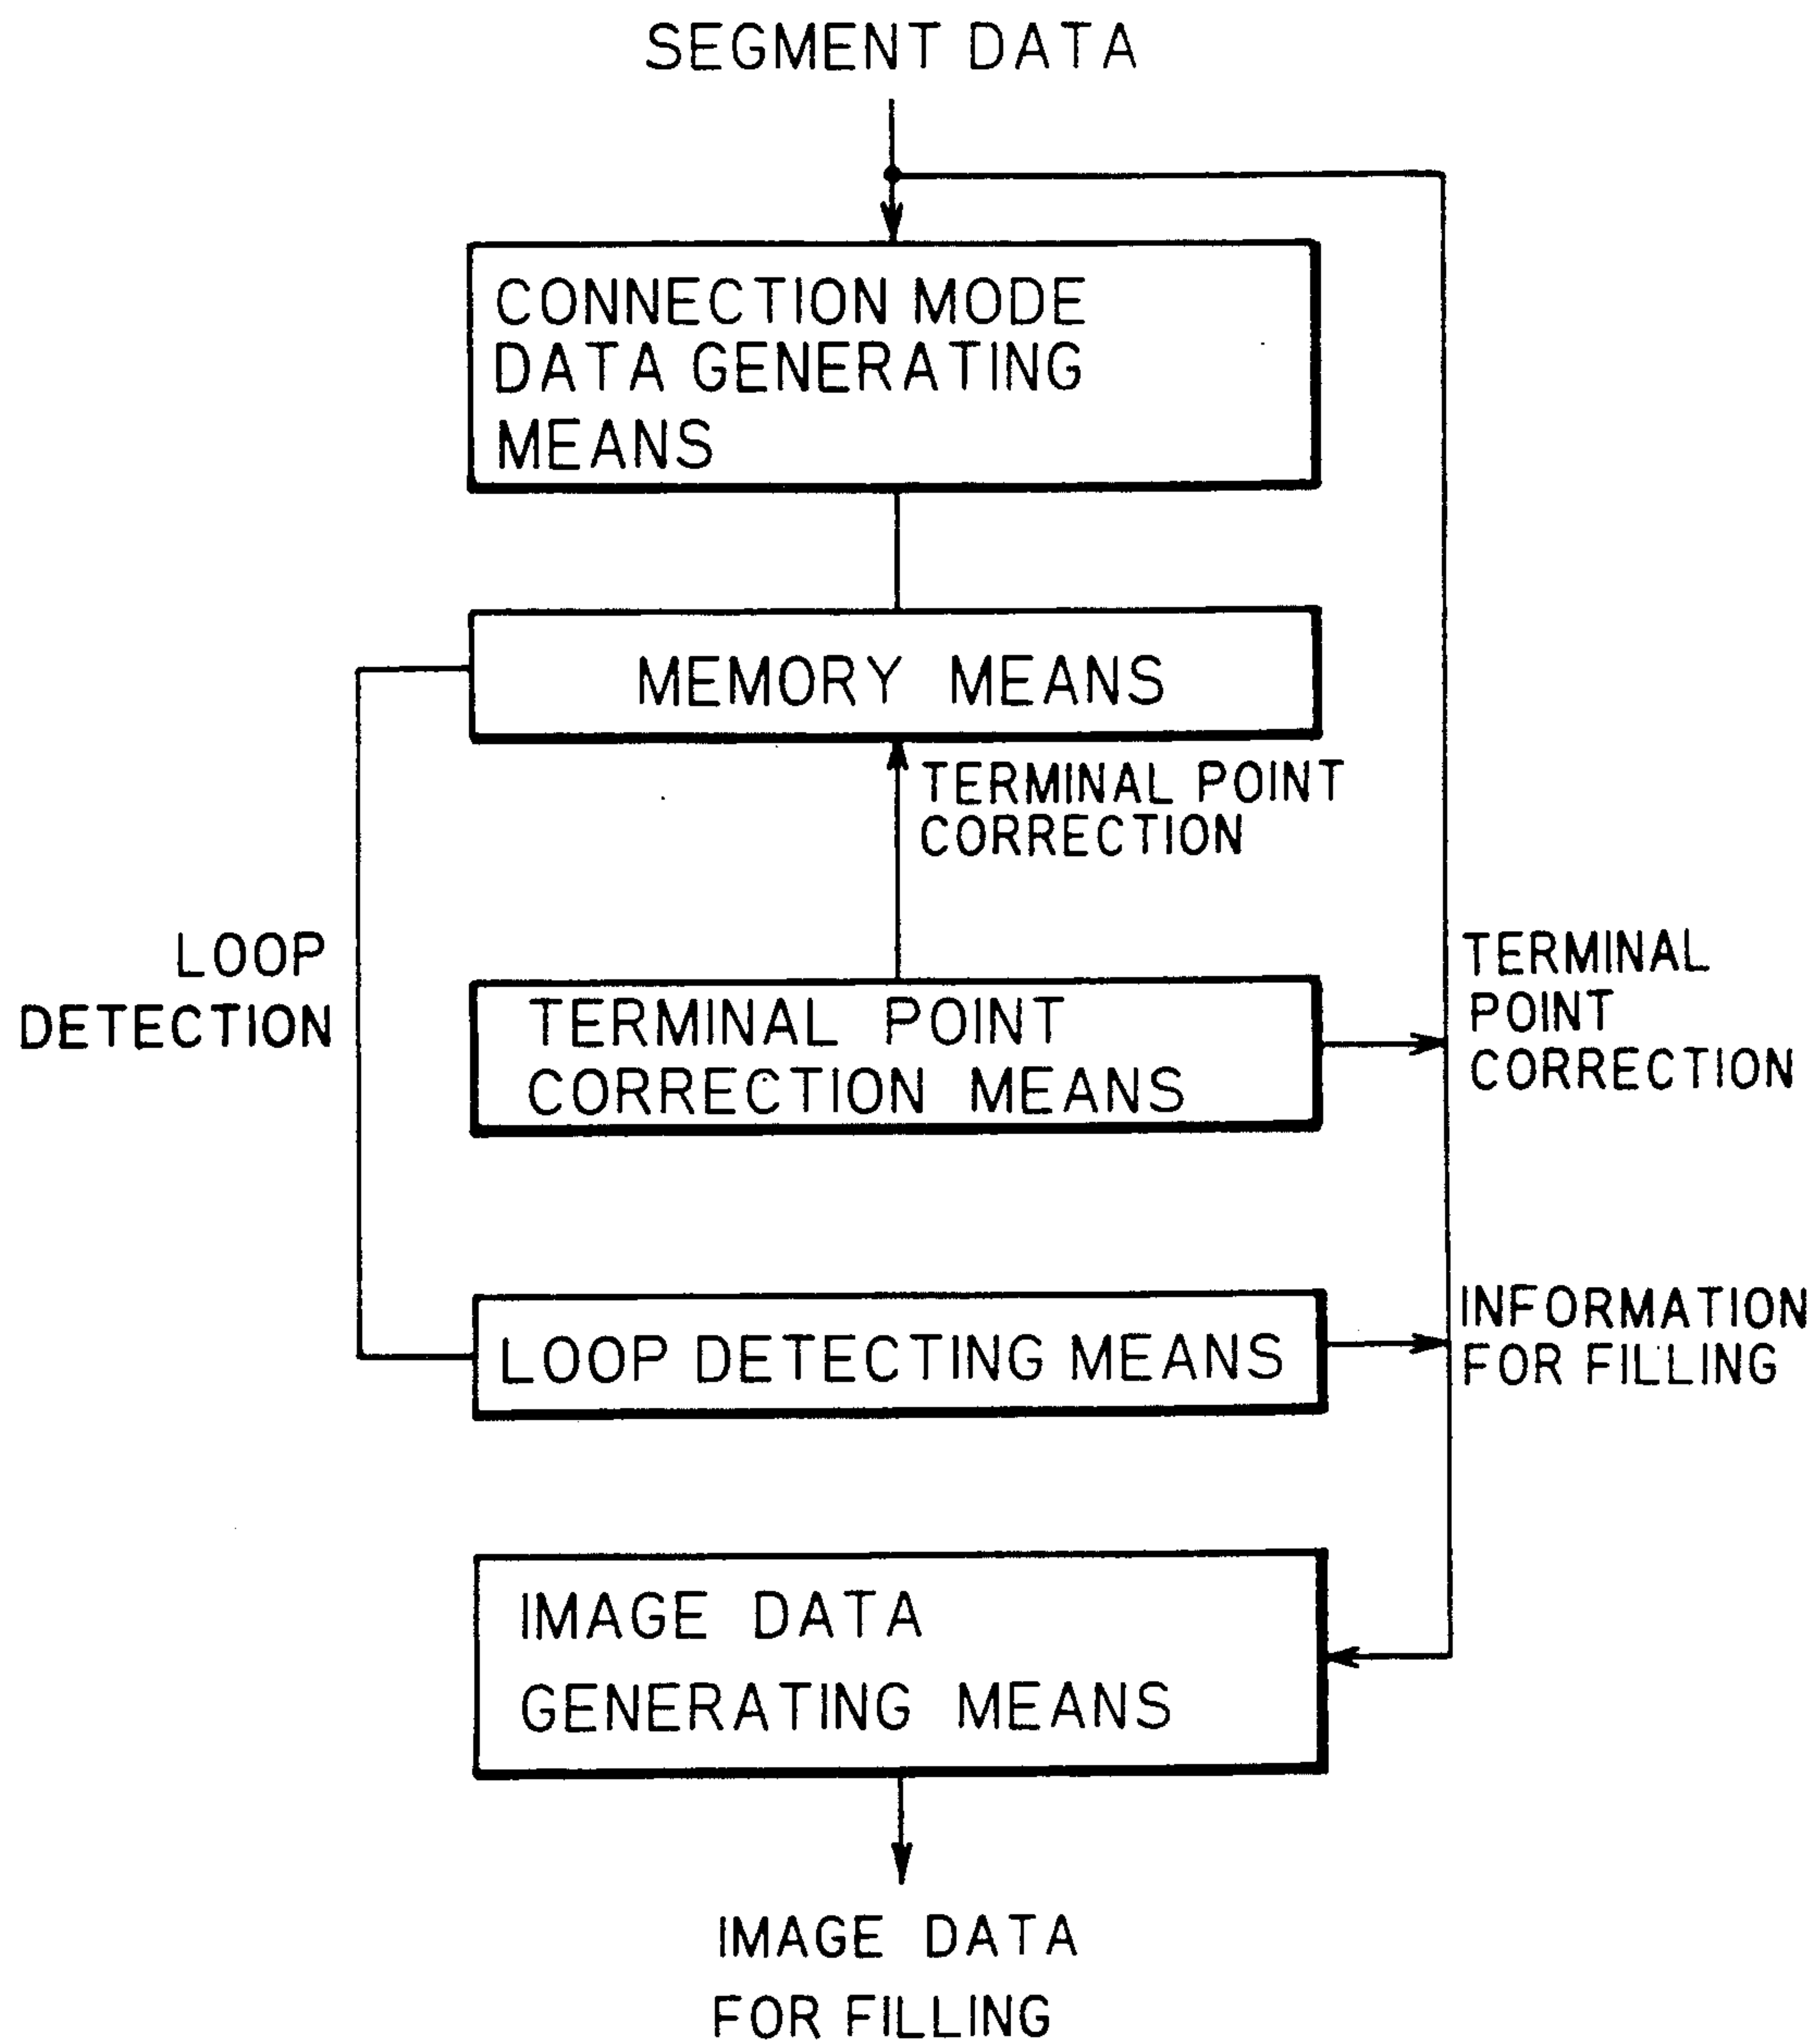 SEGMENT DATA
CONNECTION MODE
DATA GENERATING
MEANS
MEMORY MEANS
TERMINAL POINT
CORRECTION
LOOP
DETECTION
TERMINAL POINT
CORRECTION MEANS
TERMINAL
POINT
CORRECTION
LOOP DETECTING MEANS
INFORMATION
FOR FILLING
IMAGE DATA
GENERATING MEANS
IMAGE DATA
FOR FILLING